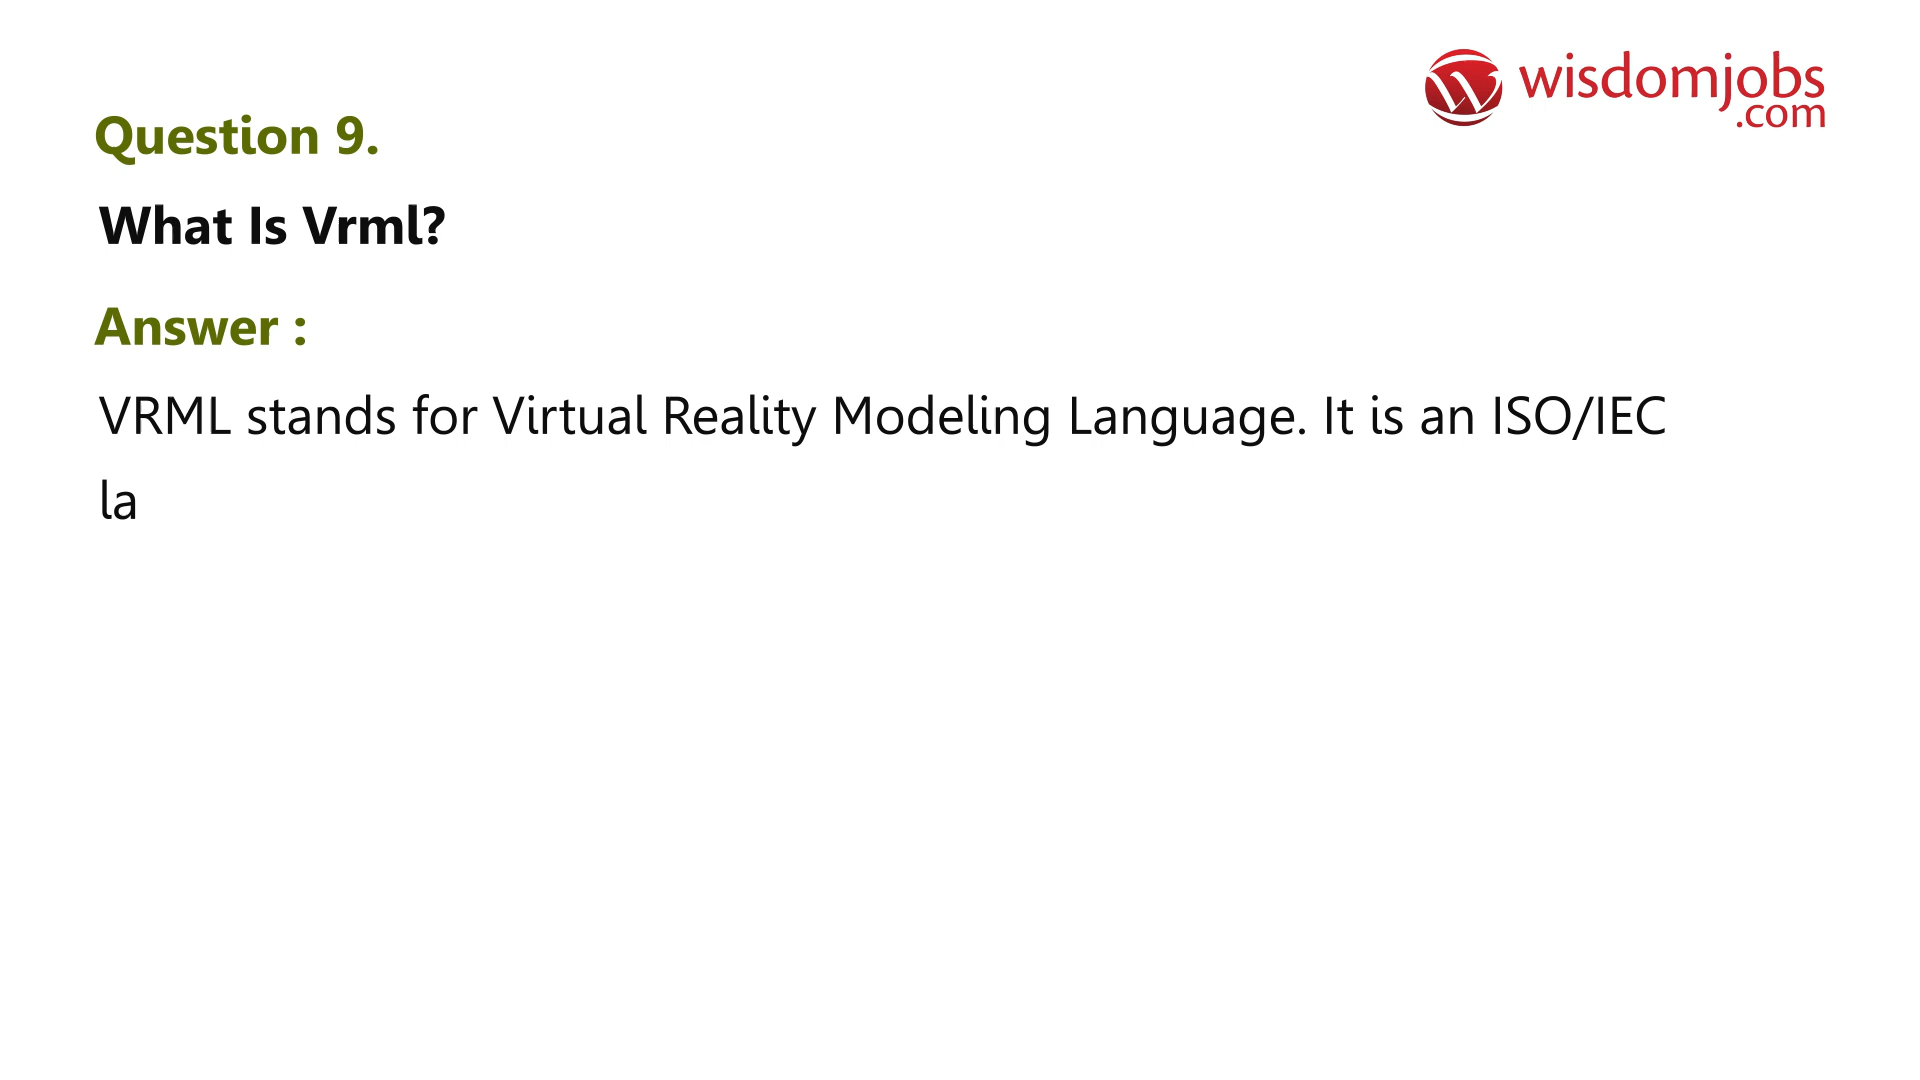 wisdomjobs
.com
Question 9.
What Is Vrml?
Answer :
VRML stands for Virtual Reality Modeling Language. It is an ISO/IEC
la